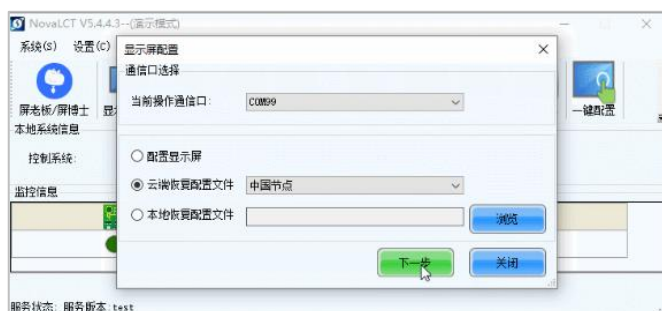 NovaLCT V5.4.4.3--(演示模式)
系统(S) 设置(C)
显示屏配置
通信口选择
当前操作通信口: COM99
屏老板/屏博士
一键配置
本地系统信息
控制系统:
配置显示屏
云端恢复配置文件 中国节点
监控信息
本地恢复配置文件 浏览
下一步 关闭
服务状态: 服务版本:test